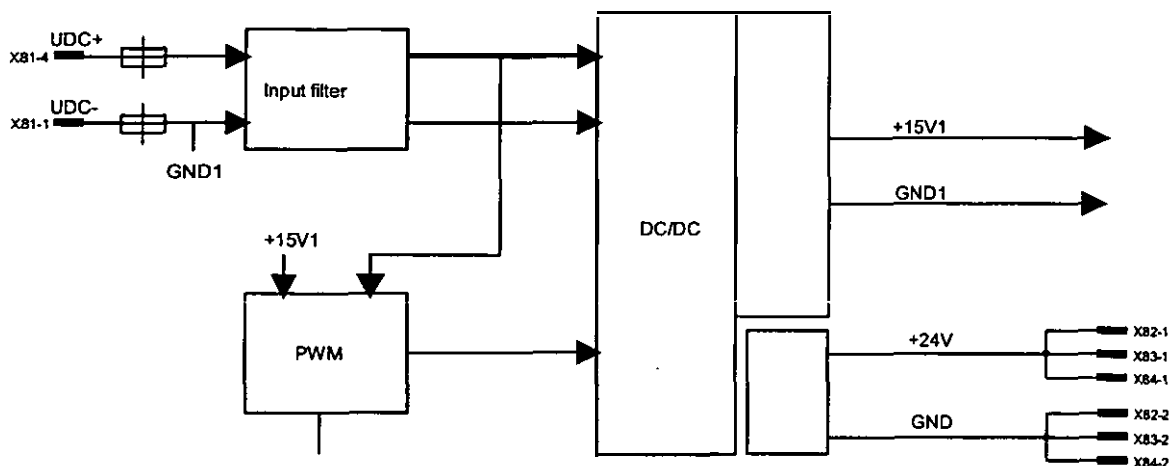 UDC+
X81-4
Input filter
UDC-
X81-1
GND1
+15V1
GND1
DC/DC
+15V1
PWM
+24V
X82-1
X83-1
X84-1
GND
X82-2
X83-2
X84-2